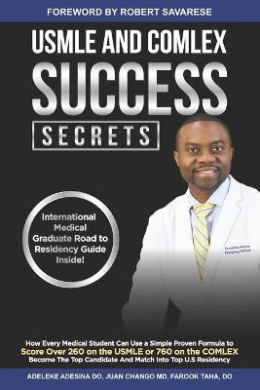 FOREWORD BY ROBERT SAVARESE
USMLE AND COMLEX
SUCCESS
SECRETS
International
Medical
Graduate Road to
Residency Guide
Inside!
How Every Medical Student Can Use a Simple Proven Formula to
Score Over 260 on the USMLE or 760 on the COMLEX
Become The Top Candidate And Match Into Top U.S Residency
ADELEKE ADESINA DO, JUAN CHANGO MD, FAROOK TAHA, DO